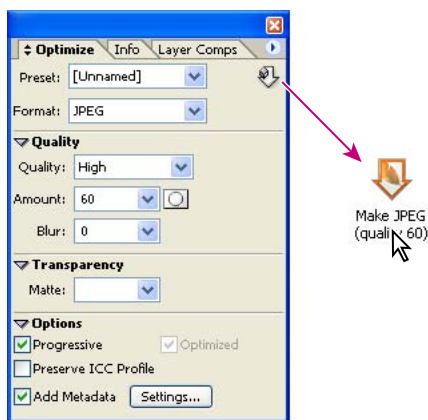 Optimize Info Layer Comps
Preset: [Unnamed]
Format: JPEG
Quality
Quality: High
Amount: 60
Blur: 0
Transparency
Matte:
Options
Progressive Optimized
Preserve ICC Profile
Add Metadata Settings...
Make JPEG
(quality 60)